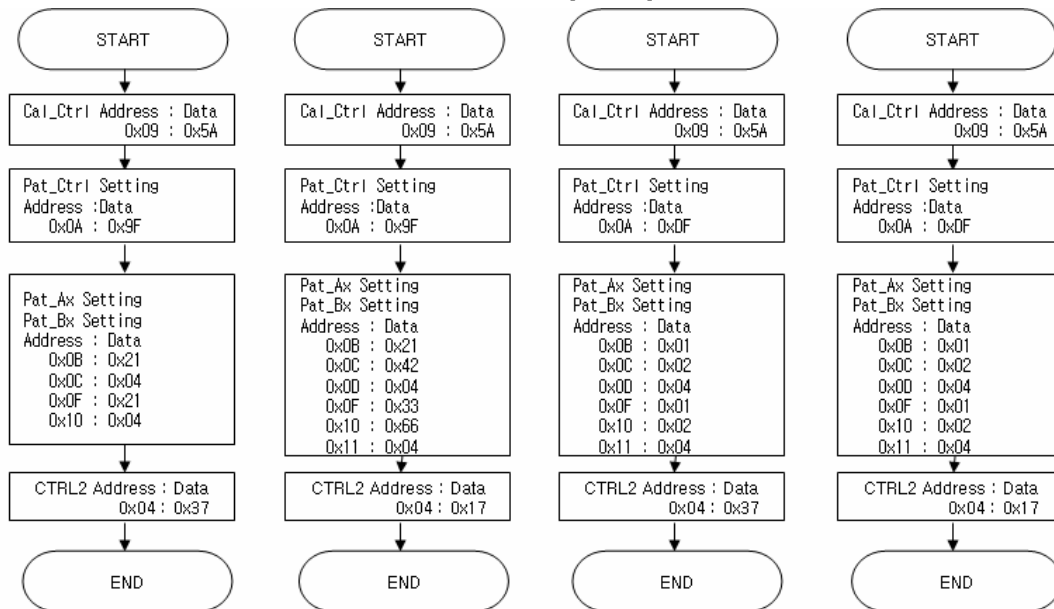 START
Cal_Ctrl Address : Data
0x09 : 0x5A
Pat_Ctrl Setting
Address :Data
0x0A : 0x9F
Pat_Ax Setting
Pat_Bx Setting
Address : Data
0x0B : 0x21
0x0C : 0x04
0x0F : 0x21
0x10 : 0x04
CTRL2 Address : Data
0x04 : 0x37
END
START
Cal_Ctrl Address : Data
0x09 : 0x5A
Pat_Ctrl Setting
Address :Data
0x0A : 0x9F
Pat_Ax Setting
Pat_Bx Setting
Address : Data
0x0B : 0x21
0x0C : 0x42
0x0D : 0x04
0x0F : 0x33
0x10 : 0x66
0x11 : 0x04
CTRL2 Address : Data
0x04 : 0x17
END
START
Cal_Ctrl Address : Data
0x09 : 0x5A
Pat_Ctrl Setting
Address :Data
0x0A : 0xDF
Pat_Ax Setting
Pat_Bx Setting
Address : Data
0x0B : 0x01
0x0C : 0x02
0x0D : 0x04
0x0F : 0x01
0x10 : 0x02
0x11 : 0x04
CTRL2 Address : Data
0x04 : 0x37
END
START
Cal_Ctrl Address : Data
0x09 : 0x5A
Pat_Ctrl Setting
Address :Data
0x0A : 0xDF
Pat_Ax Setting
Pat_Bx Setting
Address : Data
0x0B : 0x01
0x0C : 0x02
0x0D : 0x04
0x0F : 0x01
0x10 : 0x02
0x11 : 0x04
CTRL2 Address : Data
0x04 : 0x17
END